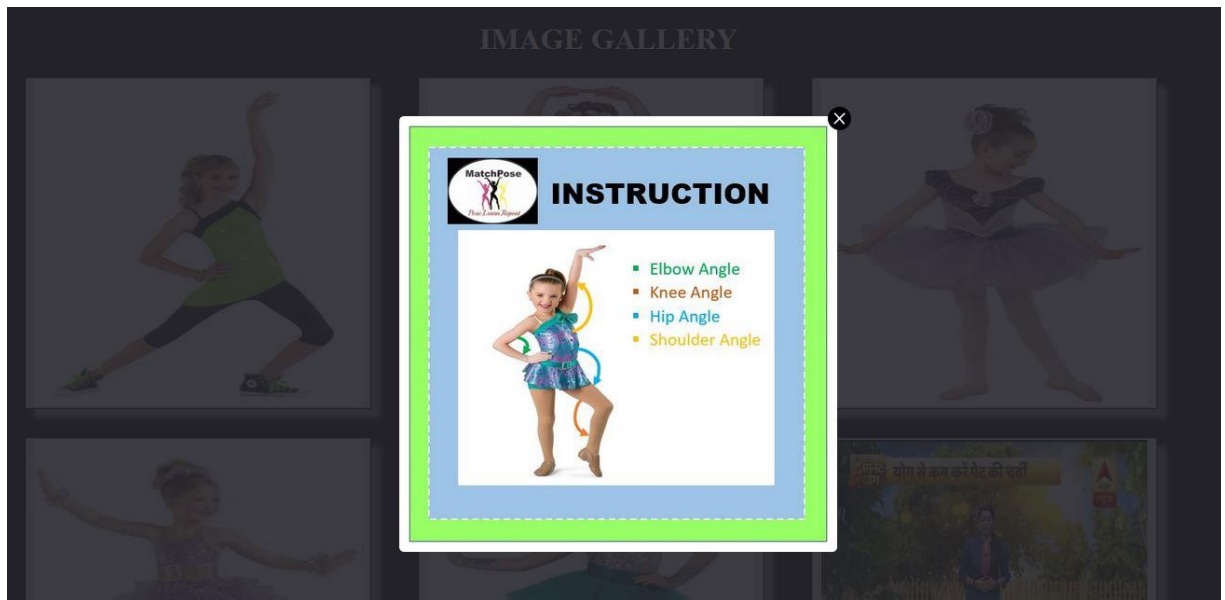 IMAGE GALLERY
MatchPose
Pose.Learn.Repeat
INSTRUCTION
▪ Elbow Angle
▪ Knee Angle
▪ Hip Angle
▪ Shoulder Angle
योग से कम करें पेट की चर्बी